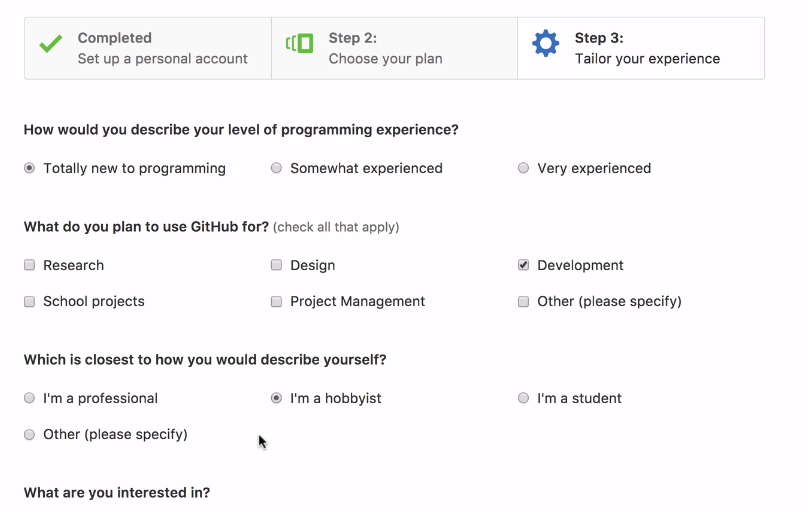 Completed
Set up a personal account
Step 2:
Choose your plan
Step 3:
Tailor your experience
How would you describe your level of programming experience?
Totally new to programming
Somewhat experienced
Very experienced
What do you plan to use GitHub for? (check all that apply)
Research
Design
Development
School projects
Project Management
Other (please specify)
Which is closest to how you would describe yourself?
I'm a professional
I'm a hobbyist
I'm a student
Other (please specify)
What are you interested in?